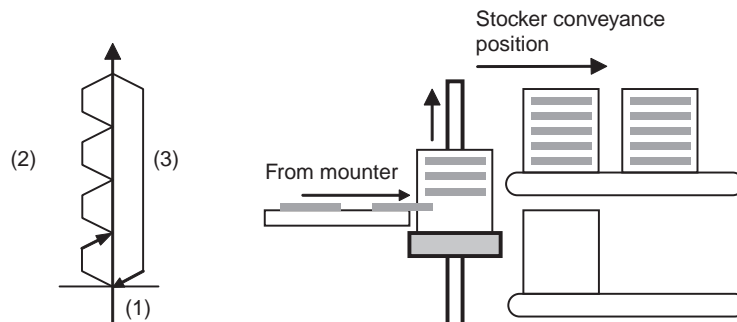 Stocker conveyance
position
(2)
(3)
From mounter
(1)